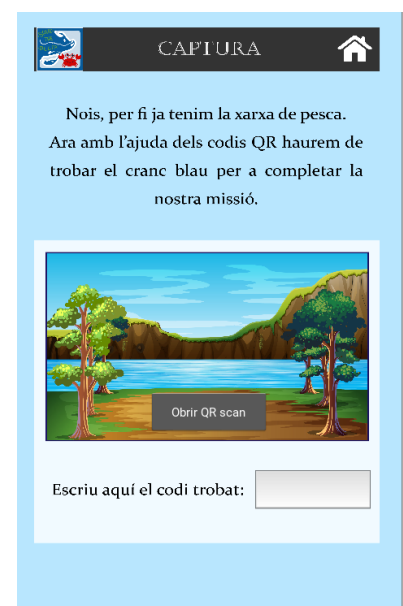 CAPTURA
Nois, per fi ja tenim la xarxa de pesca.
Ara amb l’ajuda dels codis QR haurem de
trobar el cranc blau per a completar la
nostra missió.
Obrir QR scan
Escriu aquí el codi trobat: